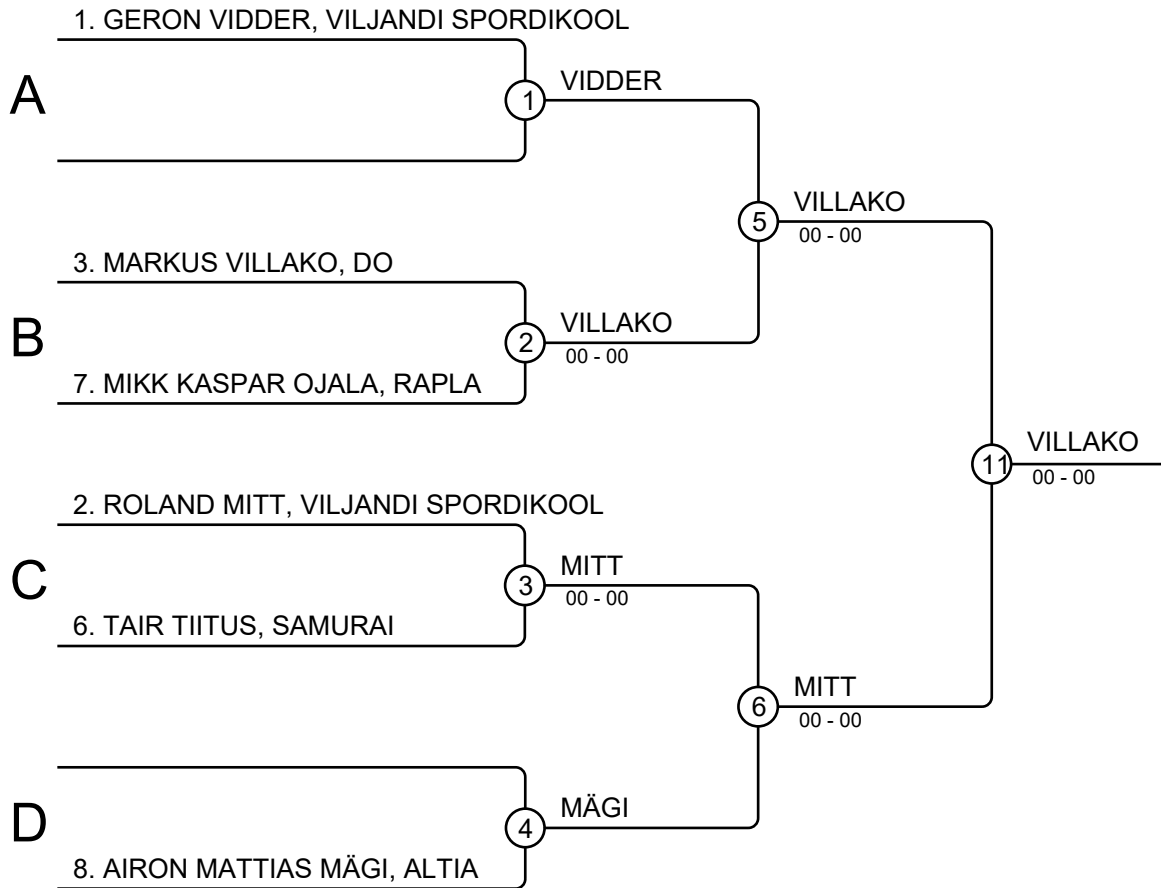 1. GERON VIDDER, VILJANDI SPORDIKOOL
A
1
VIDDER
5
VILLAKO
00 - 00
3. MARKUS VILLAKO, DO
B
2
VILLAKO
00 - 00
7. MIKK KASPAR OJALA, RAPLA
11
VILLAKO
00 - 00
2. ROLAND MITT, VILJANDI SPORDIKOOL
C
3
MITT
00 - 00
6. TAIR TIITUS, SAMURAI
6
MITT
00 - 00
D
4
MÄGI
8. AIRON MATTIAS MÄGI, ALTIA